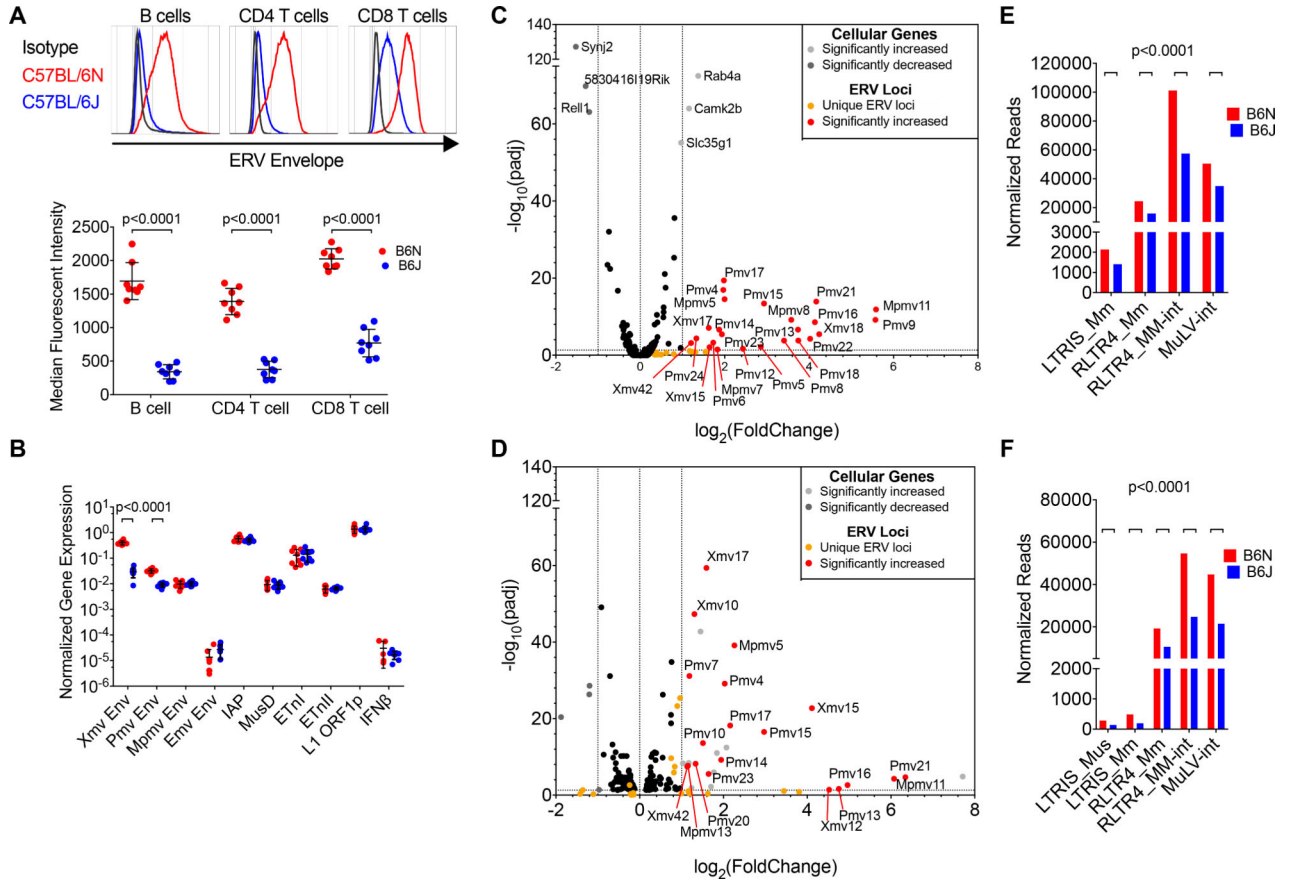 A
B cells
CD4 T cells
CD8 T cells
Isotype
C57BL/6N
C57BL/6J
ERV Envelope
Median Fluorescent Intensity
2500
2000
1500
1000
500
0
p<0.0001
p<0.0001
p<0.0001
B6N
B6J
B cell
CD4 T cell
CD8 T cell
B
Normalized Gene Expression
10^1
10^0
10^-1
10^-2
10^-4
10^-5
10^-6
p<0.0001
Xmv Env
Pmv Env
Mpmv Env
Emv Env
IAP
MusD
ETnI
ETnII
L1 ORF1p
IFNβ
C
-log10(padj)
140
120
60
40
20
0
-2
0
2
4
6
8
log2(FoldChange)
Cellular Genes
Significantly increased
Significantly decreased
ERV Loci
Unique ERV loci
Significantly increased
Synj2
5830416I19Rik
Rell1
Rab4a
Camk2b
Slc35g1
Pmv17
Pmv4
Mpmv5
Pmv15
Pmv21
Mpmv8
Pmv16
Mpmv11
Pmv9
Xmv17
Pmv14
Pmv13
Xmv18
Pmv23
Pmv22
Pmv24
Pmv12
Pmv18
Xmv42
Mpmv7
Pmv5
Pmv8
Xmv15
Pmv6
D
-log10(padj)
140
120
60
40
20
0
-2
0
2
4
6
8
log2(FoldChange)
Cellular Genes
Significantly increased
Significantly decreased
ERV Loci
Unique ERV loci
Significantly increased
Xmv17
Xmv10
Mpmv5
Pmv7
Pmv4
Xmv15
Pmv17
Pmv10
Pmv15
Pmv14
Pmv23
Pmv16
Pmv21
Mpmv11
Xmv42
Pmv20
Pmv13
Mpmv13
Xmv12
E
Normalized Reads
120000
100000
80000
60000
40000
20000
3000
2000
1000
0
p<0.0001
B6N
B6J
LTRIS_Mm
RLTR4_Mm
RLTR4_MM-int
MuLV-int
F
Normalized Reads
80000
60000
40000
20000
2000
1000
0
p<0.0001
B6N
B6J
LTRIS_Mus
LTRIS_Mm
RLTR4_Mm
RLTR4_MM-int
MuLV-int